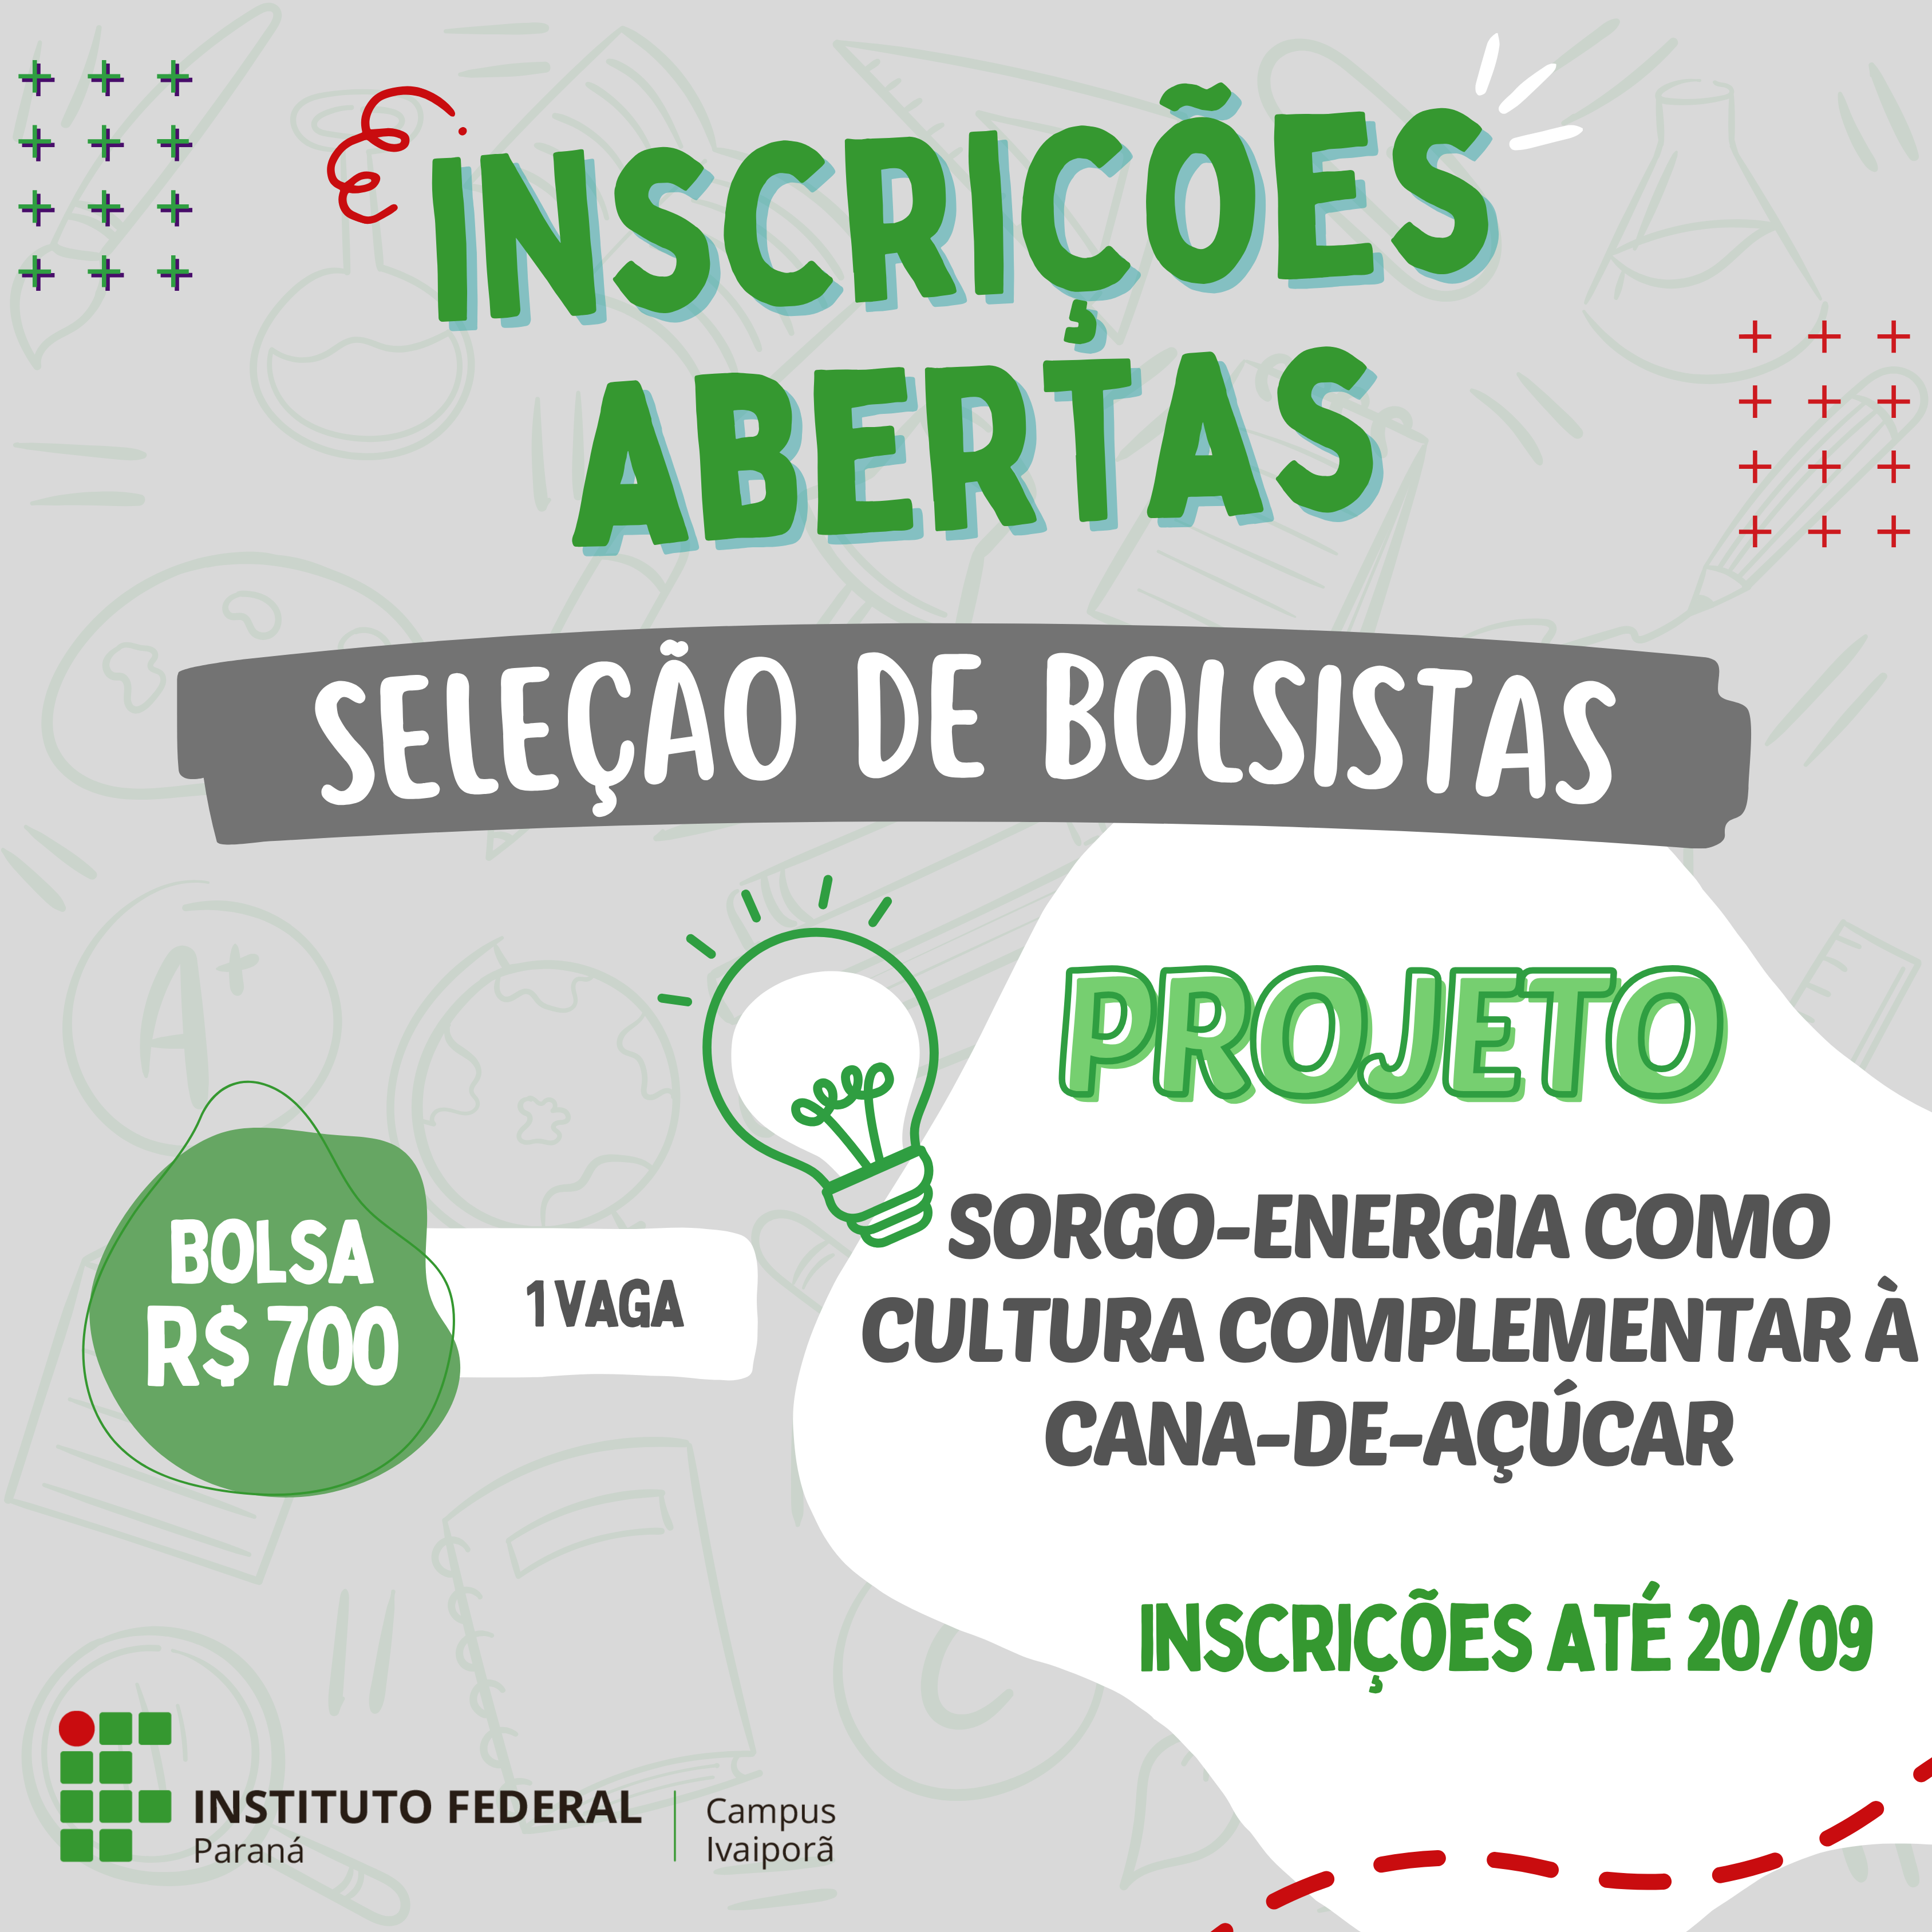 INSCRIÇÕES
ABERTAS
SELEÇÃO DE BOLSISTAS
A+
PROJETO
SORGO-ENERGIA COMO
CULTURA COMPLEMENTAR À
CANA-DE-AÇÚCAR
BOLSA
R$ 700
1 VAGA
INSCRIÇÕES ATÉ 20/09
INSTITUTO FEDERAL
Paraná
Campus
Ivaiporã